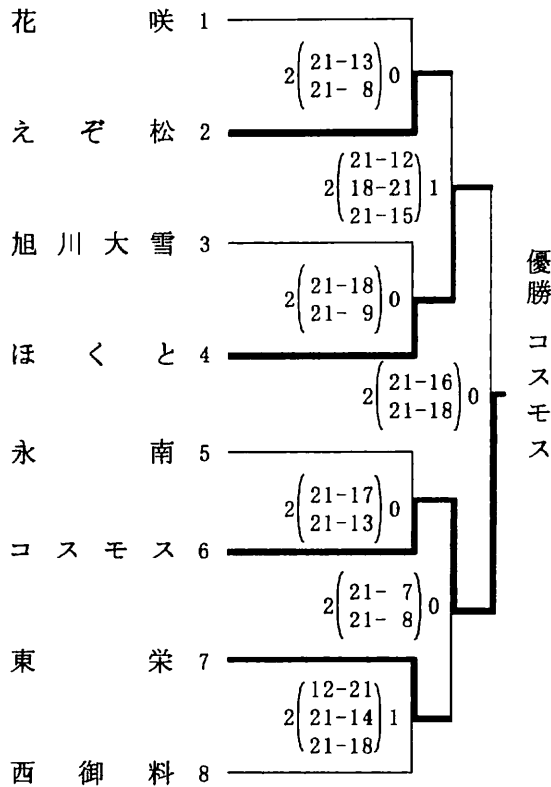 花咲 1
2(21-13 21-8)0
えぞ松 2
2(21-12 18-21 21-15)1
旭川大雪 3
2(21-18 21-9)0
ほくと 4
2(21-16 21-18)0
優勝 コスモス
永南 5
2(21-17 21-13)0
コスモス 6
2(21-7 21-8)0
東栄 7
2(12-21 21-14 21-18)1
西御料 8